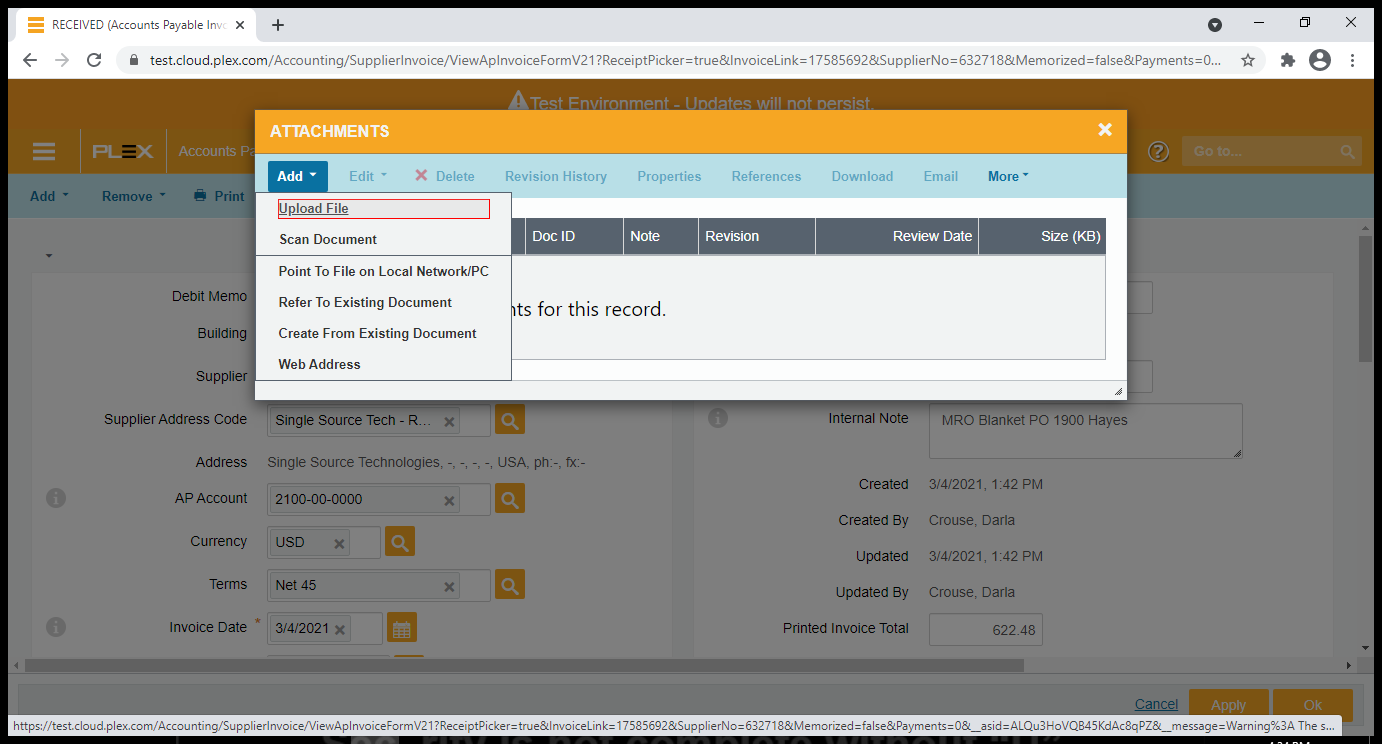 RECEIVED (Accounts Payable Invo
test.cloud.plex.com/Accounting/SupplierInvoice/ViewApInvoiceFormV21?ReceiptPicker=true&InvoiceLink=17585692&SupplierNo=632718&Memorized=false&Payments=0...
Test Environment - Updates will not persist.
PLEX
Accounts Pa
Go to...
Add Remove Print
ATTACHMENTS
Add Edit Delete Revision History Properties References Download Email More
Upload File
Scan Document
Point To File on Local Network/PC
Refer To Existing Document
Create From Existing Document
Web Address
Doc ID Note Revision Review Date Size (KB)
nts for this record.
Debit Memo
Building
Supplier
Supplier Address Code Single Source Tech - R...
Address Single Source Technologies, -, -, -, -, USA, ph:-, fx:-
AP Account 2100-00-0000
Currency USD
Terms Net 45
Invoice Date * 3/4/2021
Internal Note MRO Blanket PO 1900 Hayes
Created 3/4/2021, 1:42 PM
Created By Crouse, Darla
Updated 3/4/2021, 1:42 PM
Updated By Crouse, Darla
Printed Invoice Total 622.48
Cancel Apply Ok
https://test.cloud.plex.com/Accounting/SupplierInvoice/ViewApInvoiceFormV21?ReceiptPicker=true&InvoiceLink=17585692&SupplierNo=632718&Memorized=false&Payments=0&__asid=ALQu3HoVQB45KdAc8qPZ&__message=Warning%3A The s...
is not complete without "U"